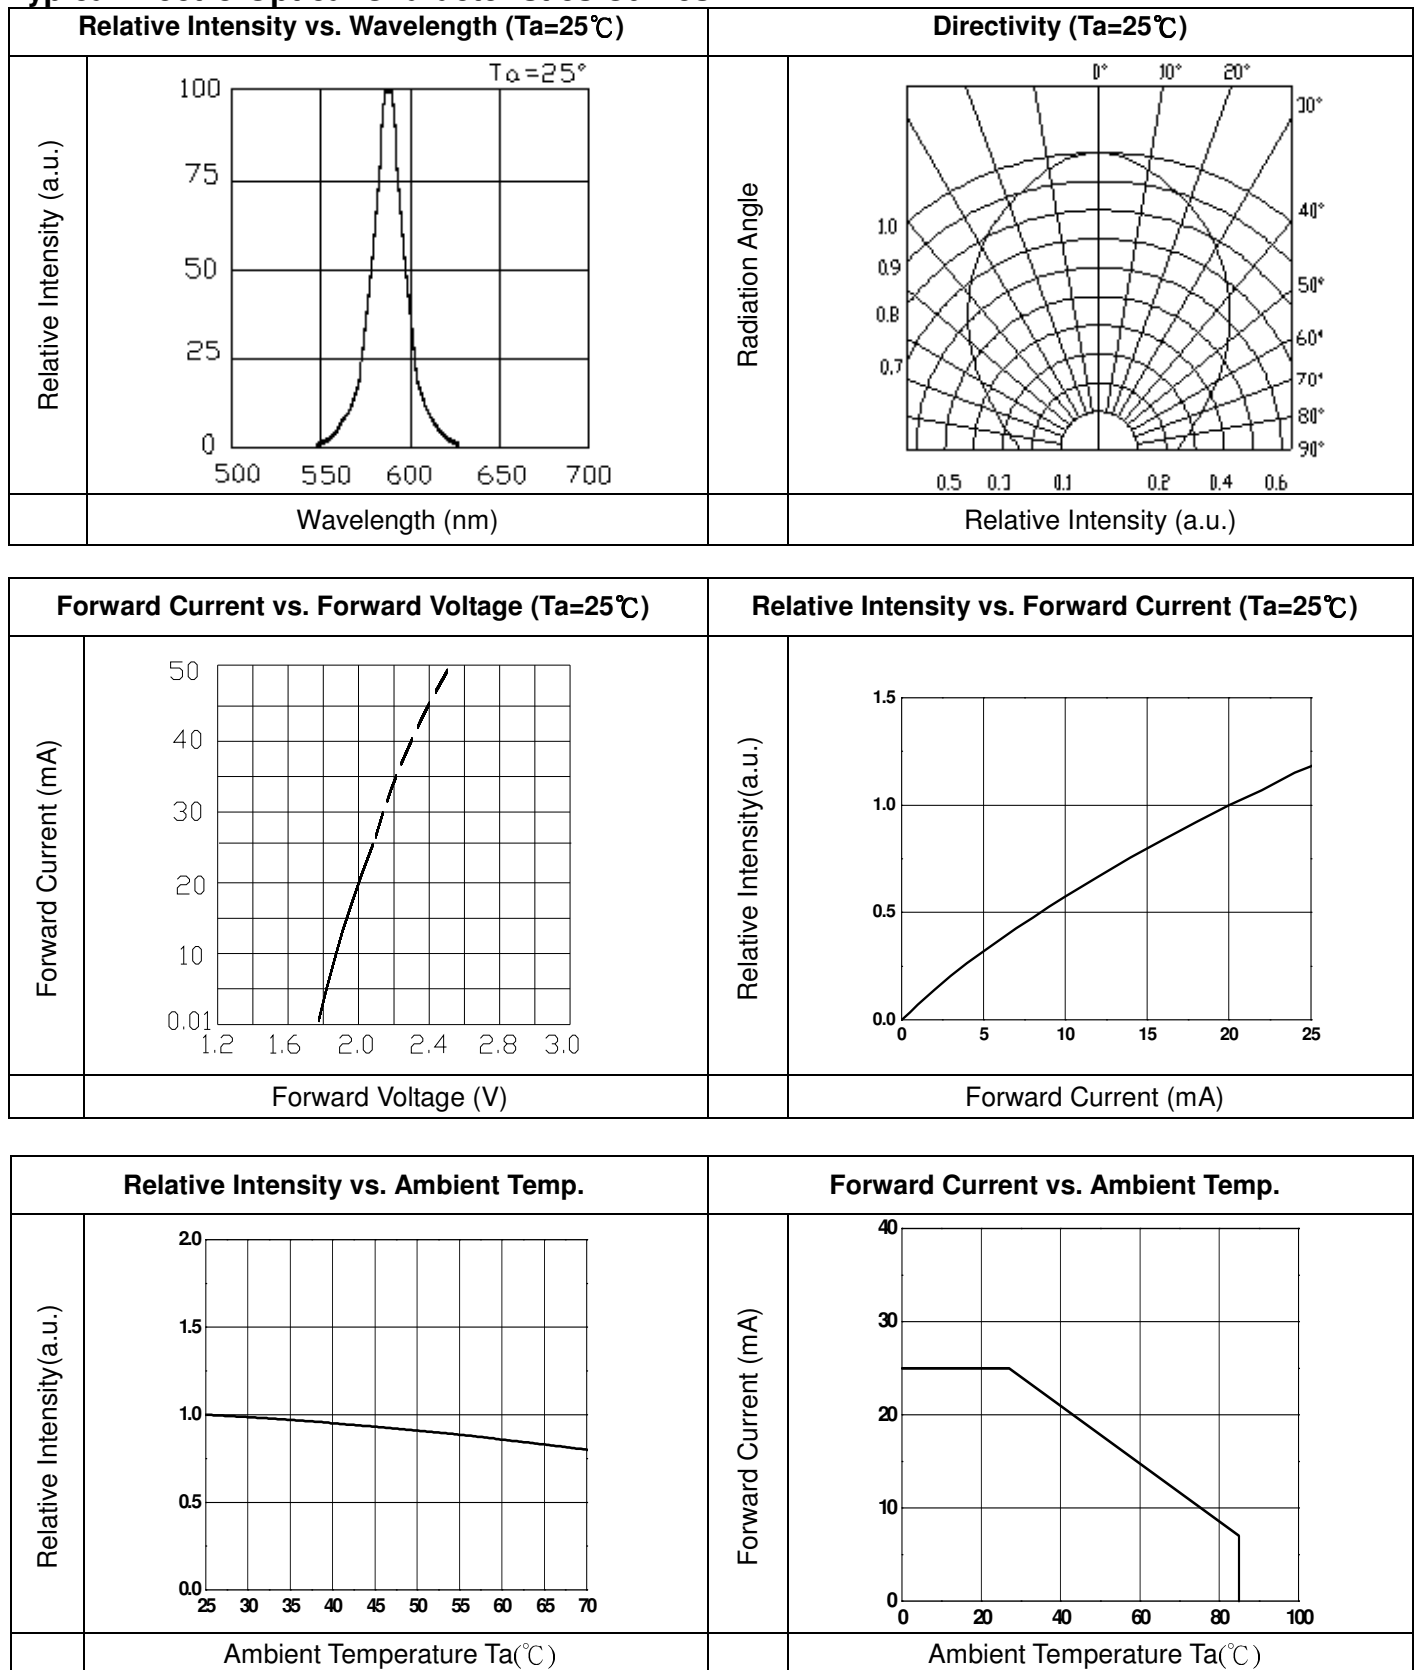 Relative Intensity vs. Wavelength (Ta=25℃)
Directivity (Ta=25℃)
Relative Intensity (a.u.)
Ta=25°
100
75
50
25
0
500 550 600 650 700
Wavelength (nm)
Radiation Angle
0° 10° 20°
30°
40°
50°
60°
70°
80°
90°
1.0
0.9
0.8
0.7
0.5 0.3 0.1 0.2 0.4 0.6
Relative Intensity (a.u.)
Forward Current vs. Forward Voltage (Ta=25℃)
Relative Intensity vs. Forward Current (Ta=25℃)
Forward Current (mA)
50
40
30
20
10
0.01
1.2 1.6 2.0 2.4 2.8 3.0
Forward Voltage (V)
Relative Intensity(a.u.)
1.5
1.0
0.5
0.0
0 5 10 15 20 25
Forward Current (mA)
Relative Intensity vs. Ambient Temp.
Forward Current vs. Ambient Temp.
Relative Intensity(a.u.)
2.0
1.5
1.0
0.5
0.0
25 30 35 40 45 50 55 60 65 70
Ambient Temperature Ta(℃)
Forward Current (mA)
40
30
20
10
0
0 20 40 60 80 100
Ambient Temperature Ta(℃)